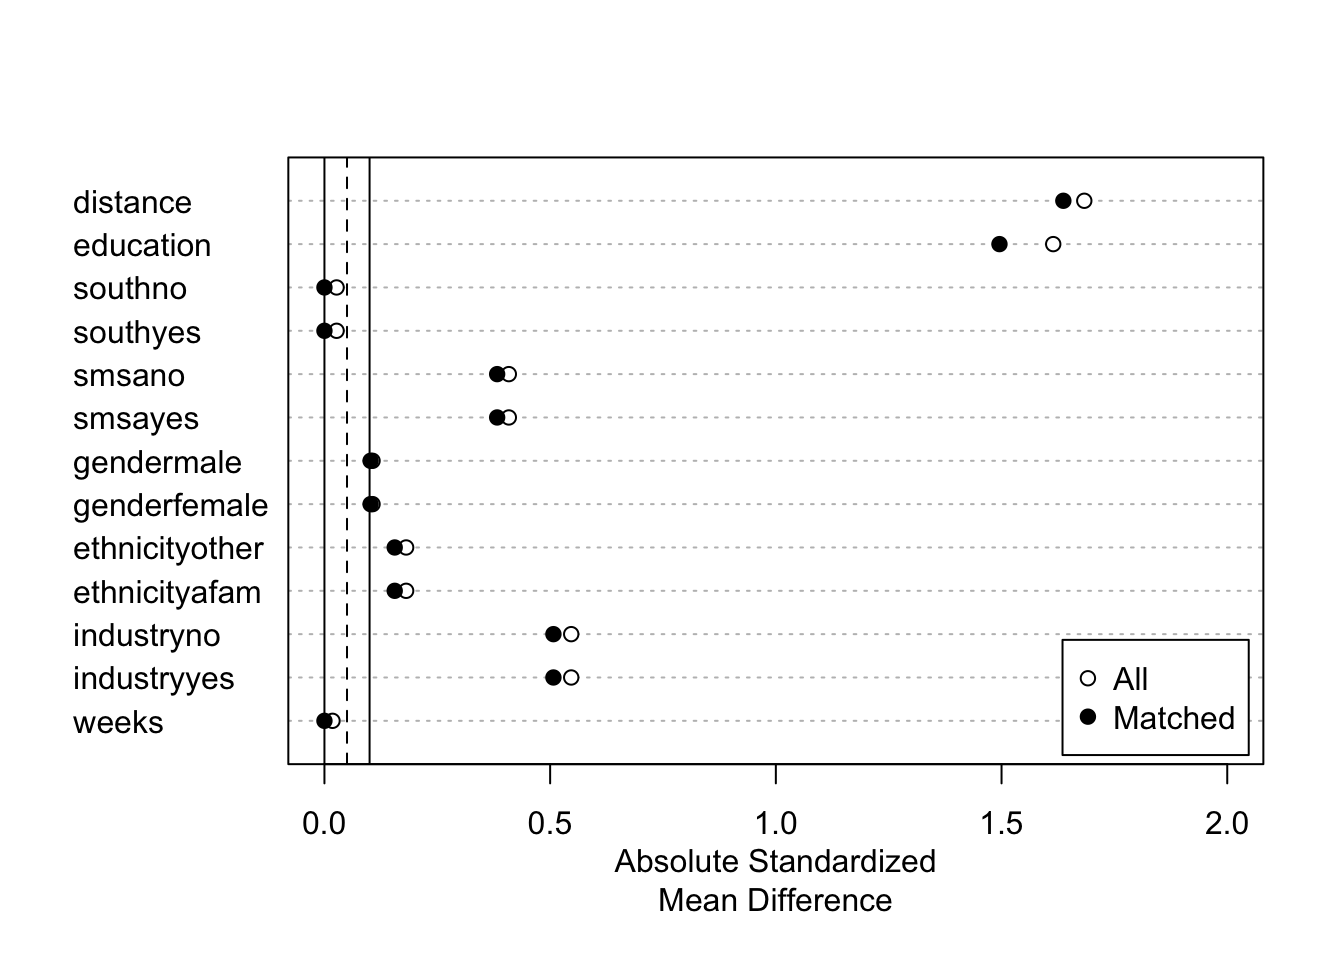 distance
education
southno
southyes
smsano
smsayes
gendermale
genderfemale
ethnicityother
ethnicityafam
industryno
industryyes
weeks
All
Matched
0.0 0.5 1.0 1.5 2.0
Absolute Standardized
Mean Difference